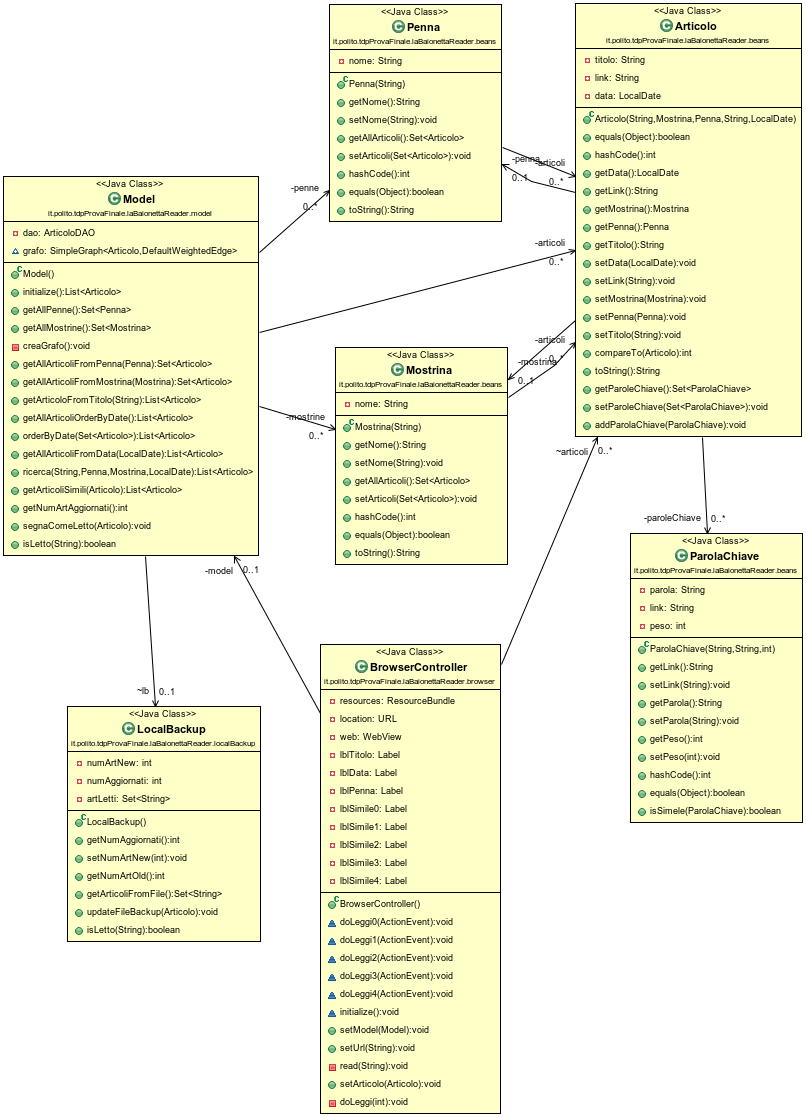 <<Java Class>>
Penna
it.polito.tdpProvaFinale.laBaionettaReader.beans
nome: String
Penna(String)
getNome():String
setNome(String):void
getAllArticoli():Set<Articolo>
setArticoli(Set<Articolo>):void
hashCode():int
equals(Object):boolean
toString():String
<<Java Class>>
Articolo
it.polito.tdpProvaFinale.laBaionettaReader.beans
titolo: String
link: String
data: LocalDate
Articolo(String,Mostrina,Penna,String,LocalDate)
equals(Object):boolean
hashCode():int
getData():LocalDate
getLink():String
getMostrina():Mostrina
getPenna():Penna
getTitolo():String
setData(LocalDate):void
setLink(String):void
setMostrina(Mostrina):void
setPenna(Penna):void
setTitolo(String):void
compareTo(Articolo):int
toString():String
getParoleChiave():Set<ParolaChiave>
setParoleChiave(Set<ParolaChiave>):void
addParolaChiave(ParolaChiave):void
<<Java Class>>
Model
it.polito.tdpProvaFinale.laBaionettaReader.model
dao: ArticoloDAO
grafo: SimpleGraph<Articolo,DefaultWeightedEdge>
Model()
initialize():List<Articolo>
getAllPenne():Set<Penna>
getAllMostrine():Set<Mostrina>
creaGrafo():void
getAllArticoliFromPenna(Penna):Set<Articolo>
getAllArticoliFromMostrina(Mostrina):Set<Articolo>
getArticoloFromTitolo(String):List<Articolo>
getAllArticoliOrderByDate():List<Articolo>
orderByDate(Set<Articolo>):List<Articolo>
getAllArticoliFromData(LocalDate):List<Articolo>
ricerca(String,Penna,Mostrina,LocalDate):List<Articolo>
getArticoliSimili(Articolo):List<Articolo>
getNumArtAggiornati():int
segnaComeLetto(Articolo):void
isLetto(String):boolean
-penne
0..*
-penna
0..1
-articoli
0..*
-articoli
0..*
-articoli
0..*
-mostrina
0..1
-mostrine
0..*
<<Java Class>>
Mostrina
it.polito.tdpProvaFinale.laBaionettaReader.beans
nome: String
Mostrina(String)
getNome():String
setNome(String):void
getAllArticoli():Set<Articolo>
setArticoli(Set<Articolo>):void
hashCode():int
equals(Object):boolean
toString():String
~articoli
0..*
-paroleChiave
0..*
<<Java Class>>
ParolaChiave
it.polito.tdpProvaFinale.laBaionettaReader.beans
parola: String
link: String
peso: int
ParolaChiave(String,String,int)
getLink():String
setLink(String):void
getParola():String
setParola(String):void
getPeso():int
setPeso(int):void
hashCode():int
equals(Object):boolean
isSimele(ParolaChiave):boolean
-model
0..1
~lb
0..1
<<Java Class>>
LocalBackup
it.polito.tdpProvaFinale.laBaionettaReader.localBackup
numArtNew: int
numAggiornati: int
artLetti: Set<String>
LocalBackup()
getNumAggiornati():int
setNumArtNew(int):void
getNumArtOld():int
getArticoliFromFile():Set<String>
updateFileBackup(Articolo):void
isLetto(String):boolean
<<Java Class>>
BrowserController
it.polito.tdpProvaFinale.laBaionettaReader.browser
resources: ResourceBundle
location: URL
web: WebView
lblTitolo: Label
lblData: Label
lblPenna: Label
lblSimile0: Label
lblSimile1: Label
lblSimile2: Label
lblSimile3: Label
lblSimile4: Label
BrowserController()
doLeggi0(ActionEvent):void
doLeggi1(ActionEvent):void
doLeggi2(ActionEvent):void
doLeggi3(ActionEvent):void
doLeggi4(ActionEvent):void
initialize():void
setModel(Model):void
setUrl(String):void
read(String):void
setArticolo(Articolo):void
doLeggi(int):void